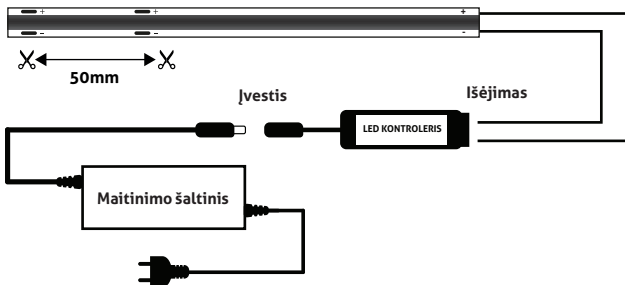 + + +
- - -
50mm
Įvestis
Išėjimas
LED KONTROLERIS
Maitinimo šaltinis